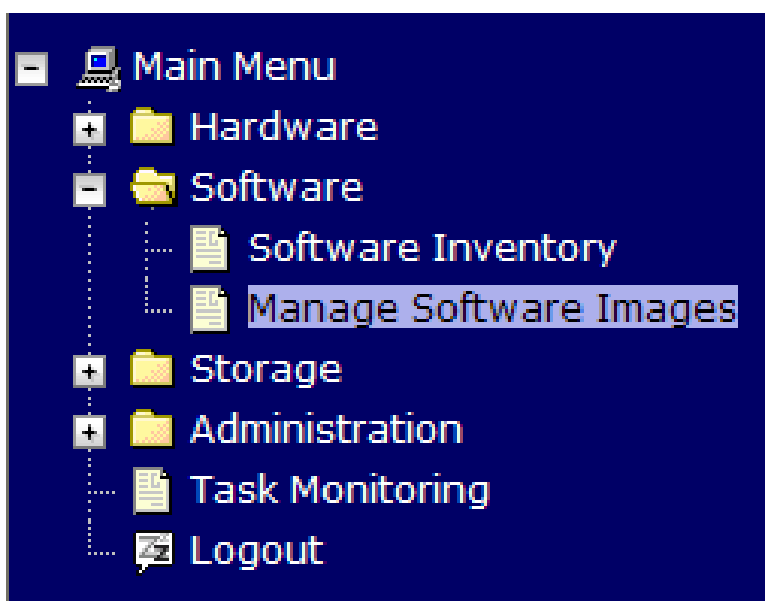 Main Menu
Hardware
Software
Software Inventory
Manage Software Images
Storage
Administration
Task Monitoring
Logout